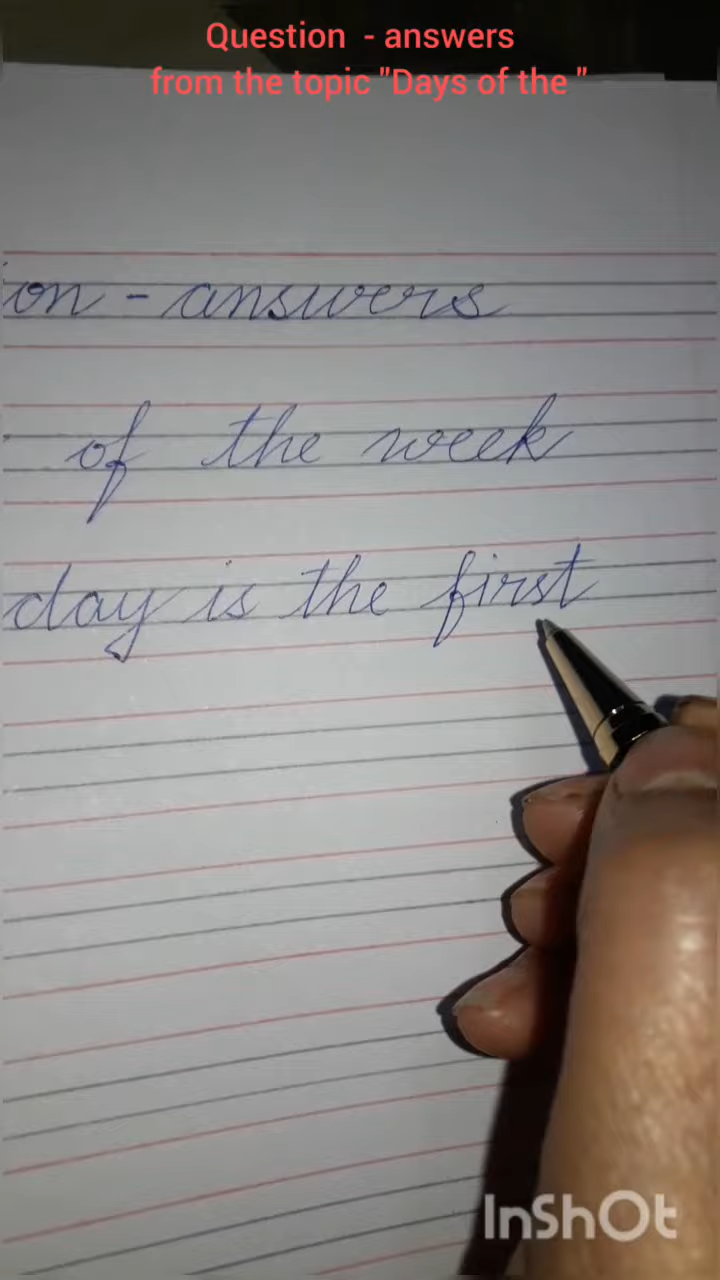 Question - answers
from the topic "Days of the "
on - answers
of the week
day is the first
InShOt